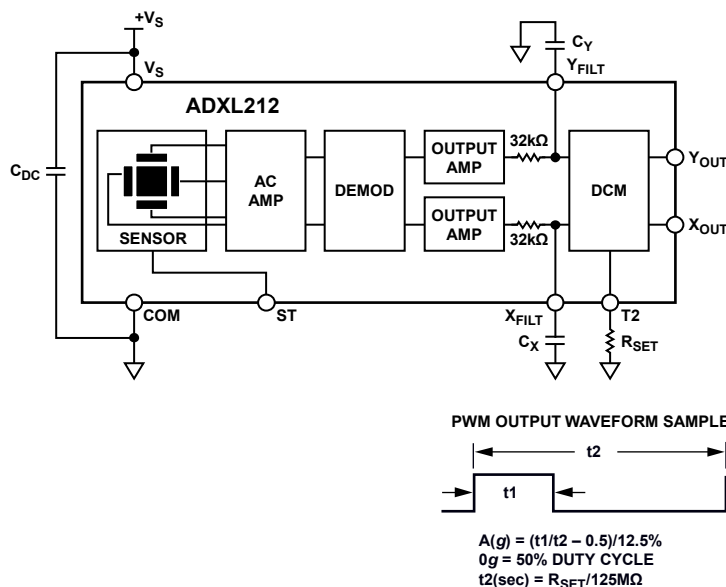 +VS
VS
CY
YFILT
ADXL212
CDC
SENSOR
AC
AMP
DEMOD
OUTPUT
AMP
32kΩ
OUTPUT
AMP
32kΩ
DCM
YOUT
XOUT
COM
ST
XFILT
T2
CX
RSET
PWM OUTPUT WAVEFORM SAMPLE
t2
t1
A(g) = (t1/t2 – 0.5)/12.5%
0g = 50% DUTY CYCLE
t2(sec) = RSET/125MΩ